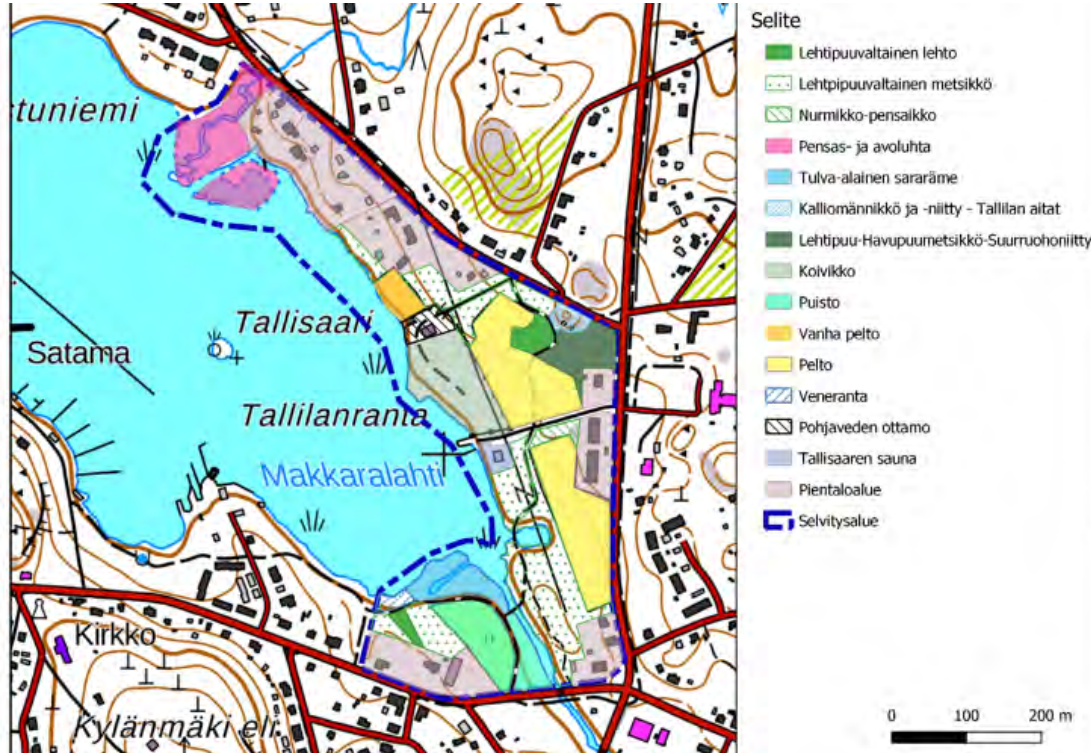 stuniemi
Tallisaari
Satama
Tallilanranta
Makkaralahti
Kirkko
Kylänmäki eli
Selite
Lehtipuuvaltainen lehto
Lehtpipuuvaltainen metsikkö
Nurmikko-pensaikko
Pensas- ja avoluhta
Tulva-alainen sararäme
Kalliomännikkö ja -niitty - Tallilan aitat
Lehtipuu-Havupuumetsikkö-Suurruohoniitty
Koivikko
Puisto
Vanha pelto
Pelto
Veneranta
Pohjaveden ottamo
Tallisaaren sauna
Pientaloalue
Selvitysalue
0 100 200 m